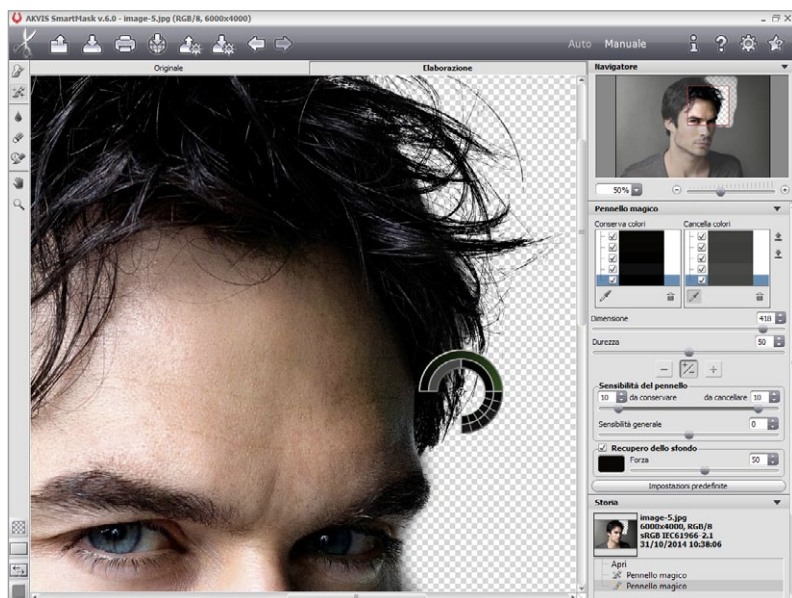 AKVIS SmartMask v.6.0 - image-5.jpg (RGB/8, 6000x4000)
Auto Manuale
Originale
Elaborazione
Navigatore
50%
Pennello magico
Conserva colori
Cancella colori
Dimensione
418
Durezza
50
Sensibilità del pennello
10 da conservare
da cancellare 10
Sensibilità generale
0
Recupero dello sfondo
Forza
50
Impostazioni predefinite
Storia
image-5.jpg
6000x4000, RGB/8
sRGB IEC61966-2.1
31/10/2014 10:38:06
Apri
Pennello magico
Pennello magico